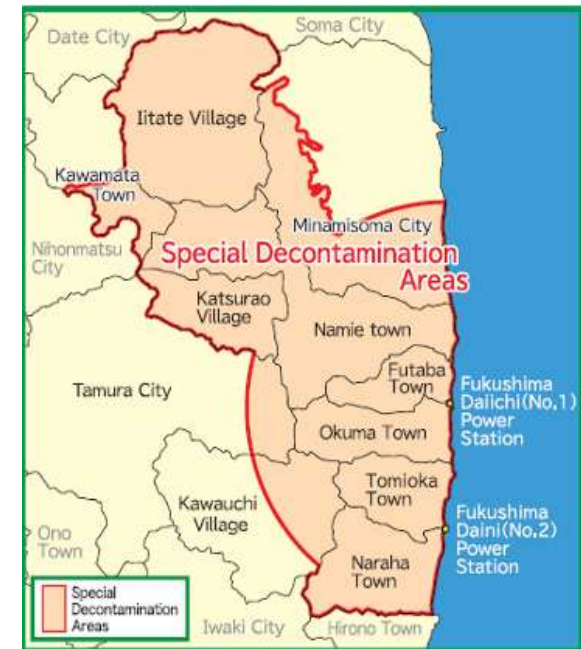 Date City
Soma City
Iitate Village
Kawamata
Town
Minamisoma City
Nihonmatsu
City
Special Decontamination
Areas
Katsurao
Village
Namie town
Futaba
Town
Fukushima
Daiichi(No.1)
Power
Station
Tamura City
Okuma Town
Tomioka
Town
Kawauchi
Village
Fukushima
Daini(No.2)
Power
Station
Ono
Town
Naraha
Town
Special
Decontamination
Areas
Iwaki City
Hirono Town